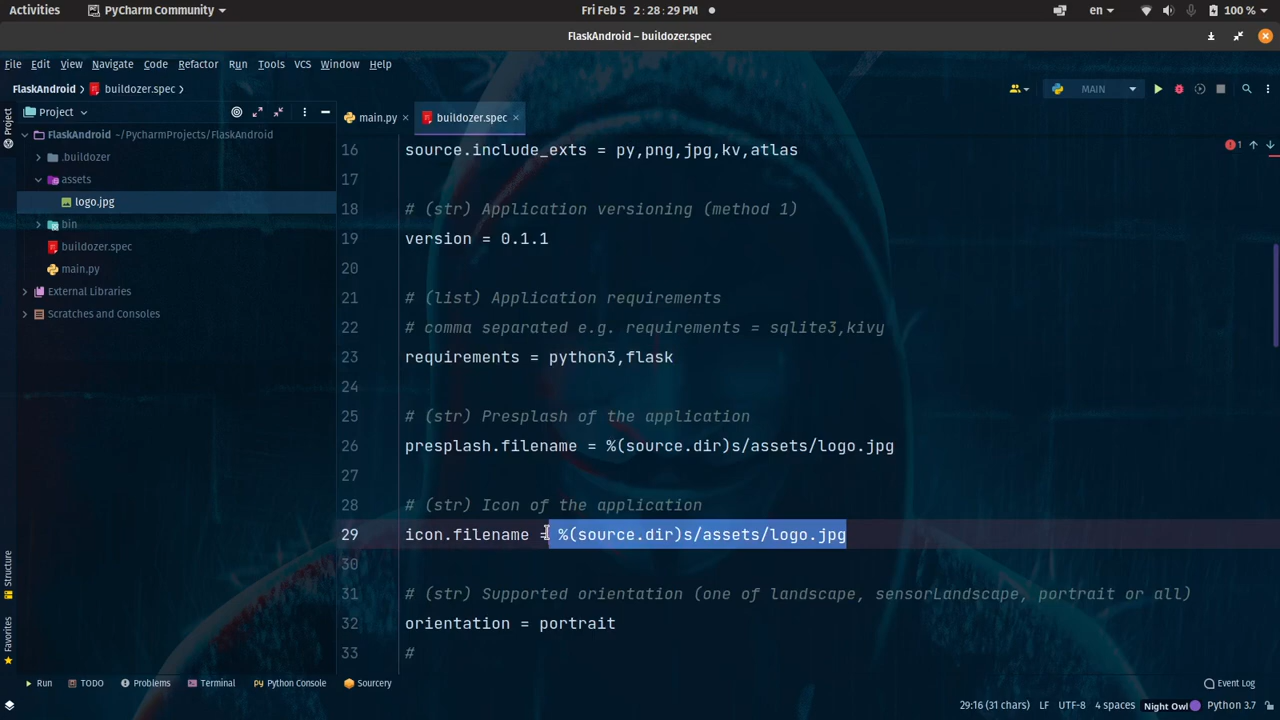 Activities PyCharm Community Fri Feb 5 2:28:29 PM en 100 %
FlaskAndroid – buildozer.spec
File Edit View Navigate Code Refactor Run Tools VCS Window Help
FlaskAndroid buildozer.spec MAIN
Project
main.py buildozer.spec
Project
FlaskAndroid ~/PycharmProjects/FlaskAndroid
.buildozer
assets
logo.jpg
bin
buildozer.spec
main.py
External Libraries
Scratches and Consoles
1
16 source.include_exts = py,png,jpg,kv,atlas
17
18 # (str) Application versioning (method 1)
19 version = 0.1.1
20
21 # (list) Application requirements
22 # comma separated e.g. requirements = sqlite3,kivy
23 requirements = python3,flask
24
25 # (str) Presplash of the application
26 presplash.filename = %(source.dir)s/assets/logo.jpg
27
28 # (str) Icon of the application
29 icon.filename = %(source.dir)s/assets/logo.jpg
30
31 # (str) Supported orientation (one of landscape, sensorLandscape, portrait or all)
32 orientation = portrait
33 #
Structure
Favorites
Run TODO Problems Terminal Python Console Sourcery Event Log
29:16 (31 chars) LF UTF-8 4 spaces Night Owl Python 3.7